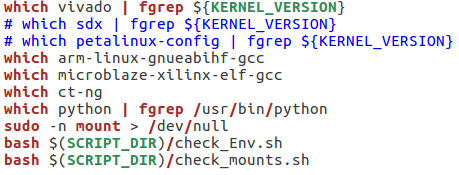 which vivado | fgrep ${KERNEL_VERSION}
# which sdx | fgrep ${KERNEL_VERSION}
# which petalinux-config | fgrep ${KERNEL_VERSION}
which arm-linux-gnueabihf-gcc
which microblaze-xilinx-elf-gcc
which ct-ng
which python | fgrep /usr/bin/python
sudo -n mount > /dev/null
bash $(SCRIPT_DIR)/check_Env.sh
bash $(SCRIPT_DIR)/check_mounts.sh